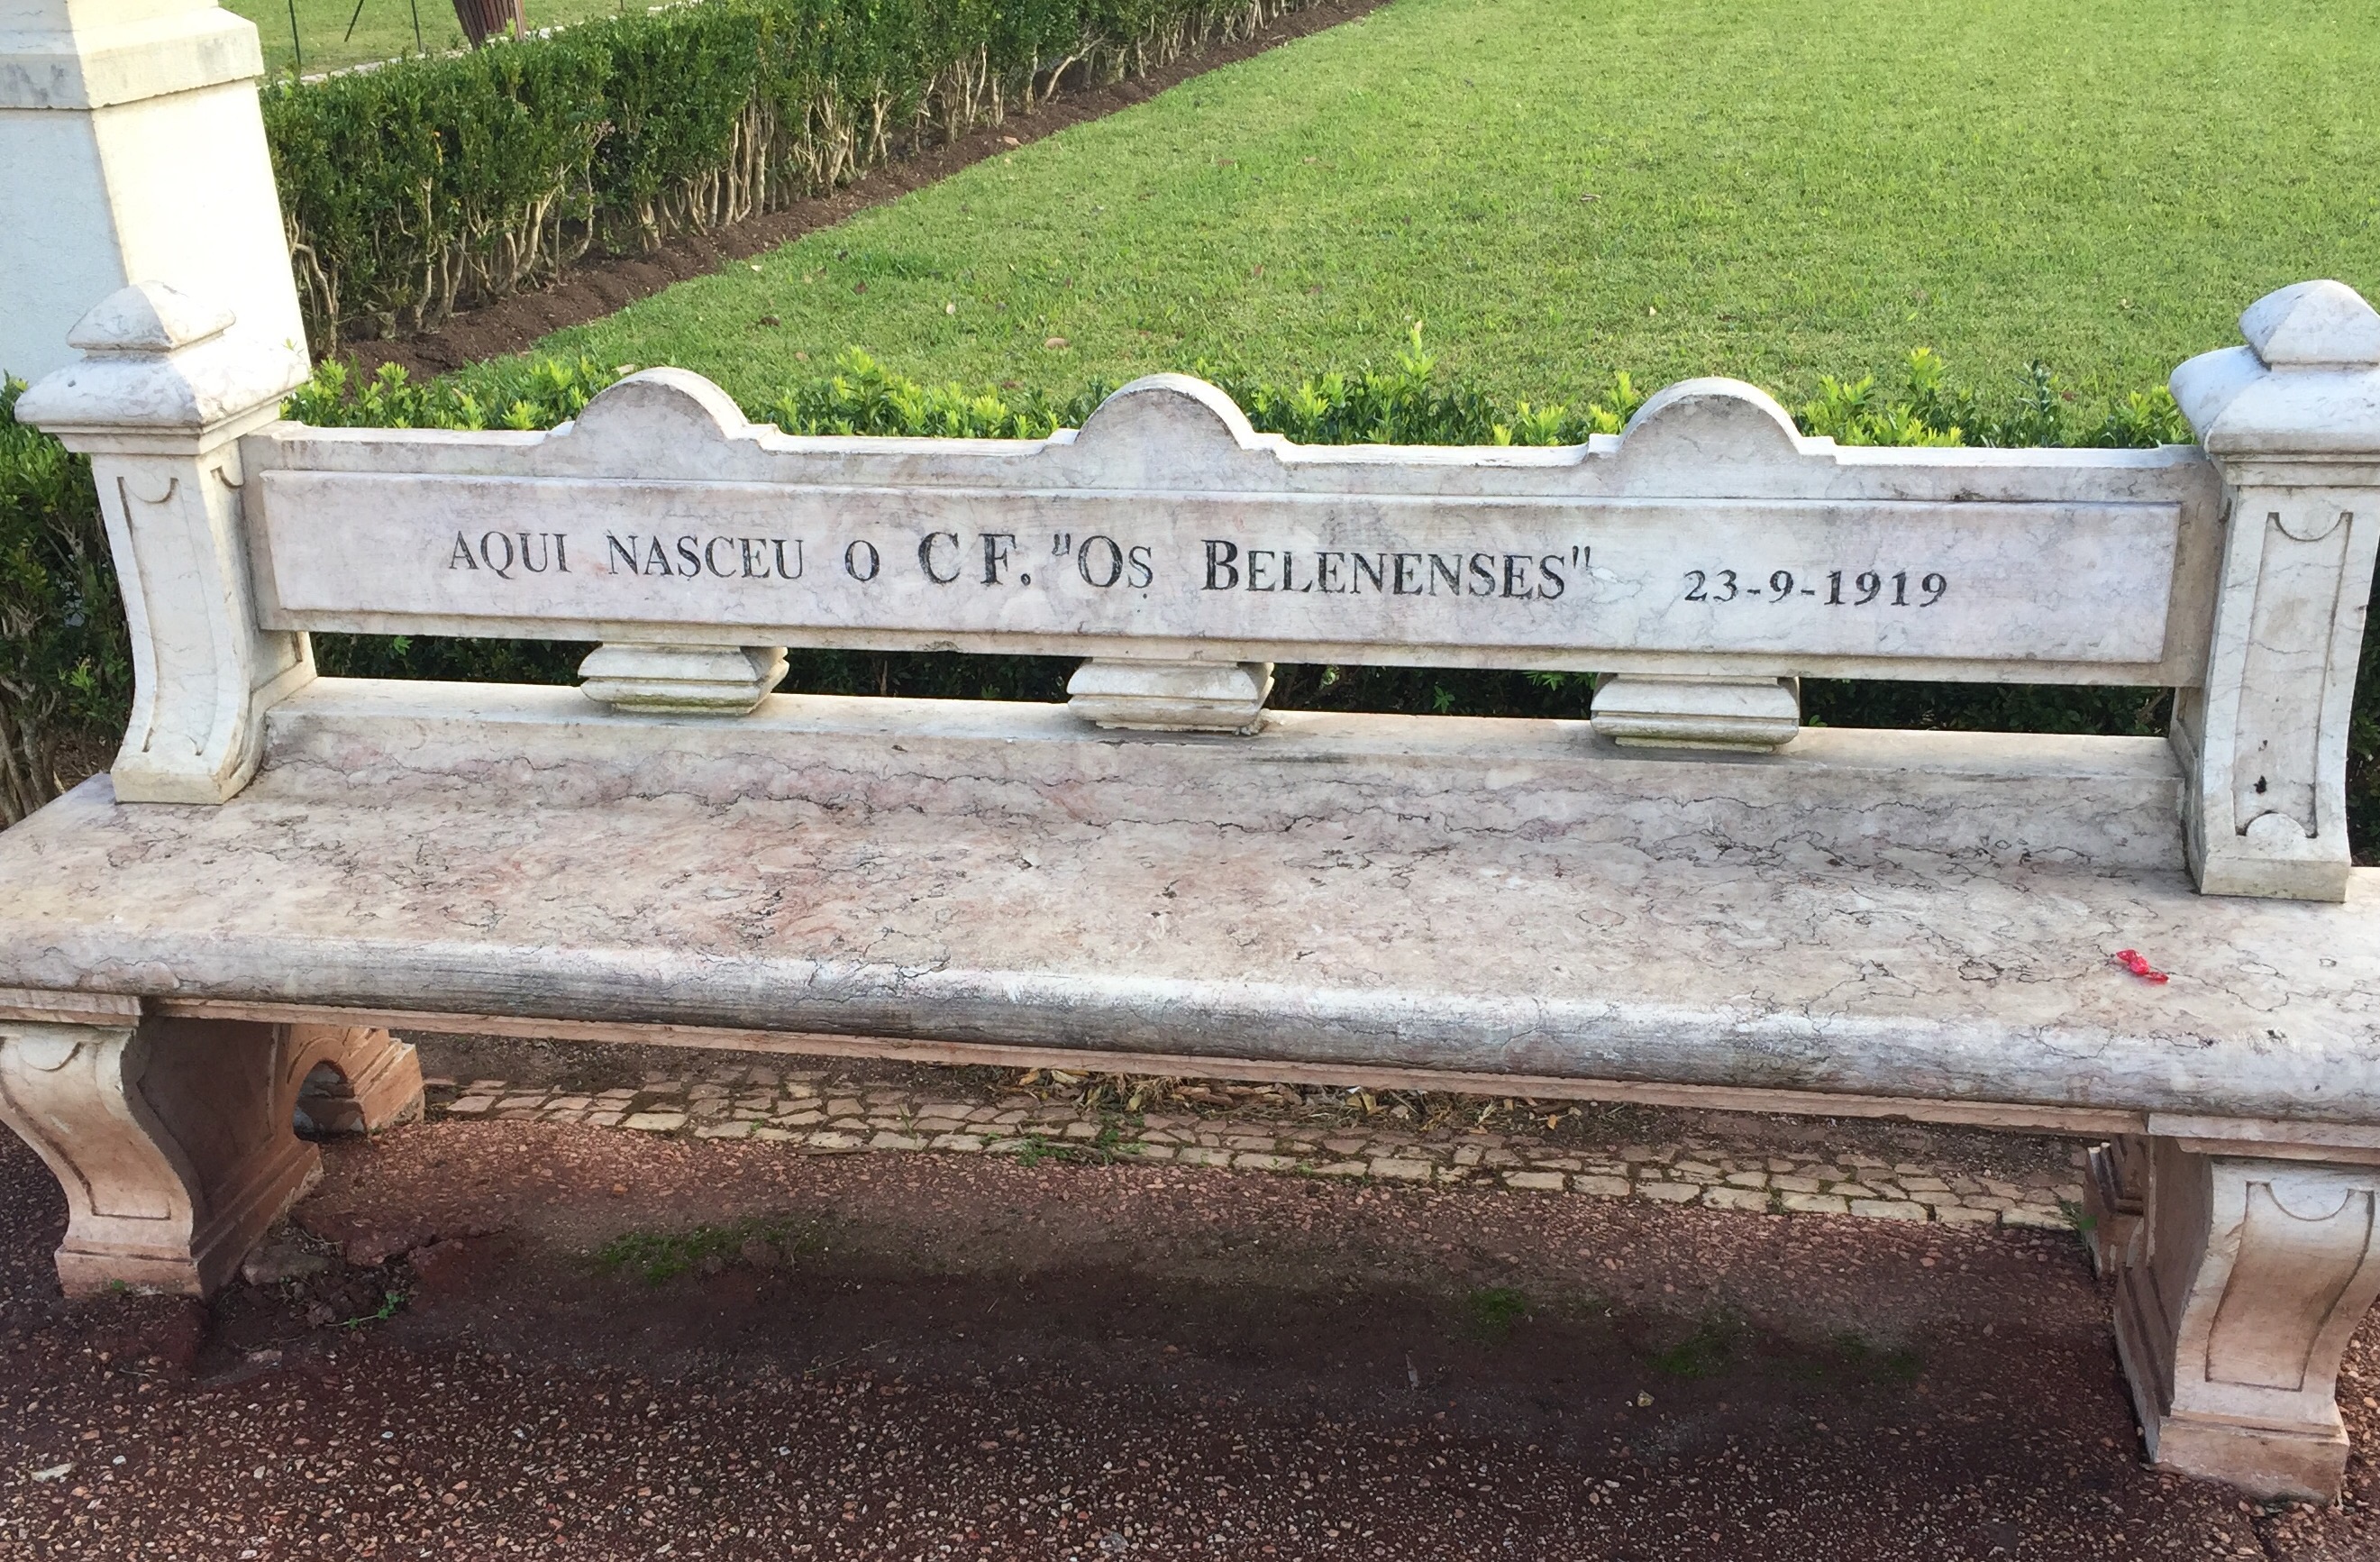 AQUI NASCEU O C F. "OS BELENENSES" 23-9-1919